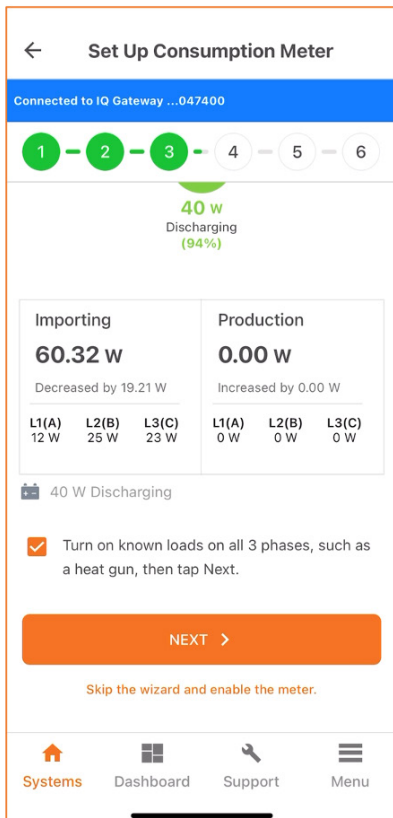 Set Up Consumption Meter
Connected to IQ Gateway ...047400
1 2 3 4 5 6
40 W
Discharging
(94%)
Importing
60.32 W
Decreased by 19.21 W
L1(A) L2(B) L3(C)
12 W 25 W 23 W
Production
0.00 W
Increased by 0.00 W
L1(A) L2(B) L3(C)
0 W 0 W 0 W
40 W Discharging
Turn on known loads on all 3 phases, such as
a heat gun, then tap Next.
NEXT
Skip the wizard and enable the meter.
Systems Dashboard Support Menu